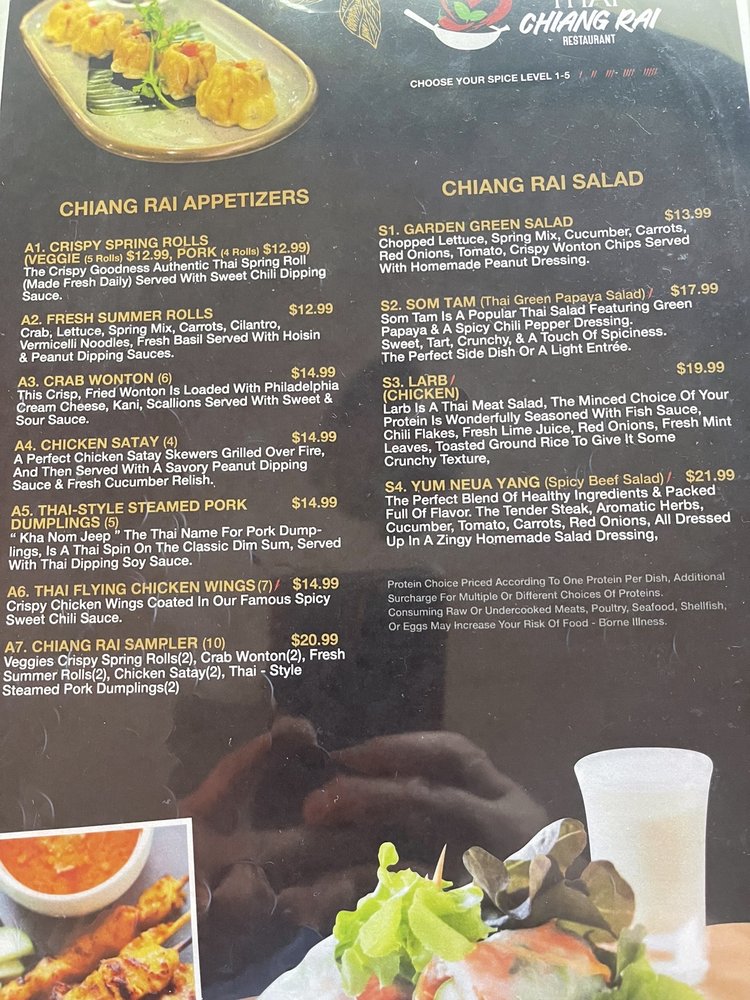 THAI
CHIANG RAI
RESTAURANT
CHOOSE YOUR SPICE LEVEL 1-5
CHIANG RAI APPETIZERS
A1. CRISPY SPRING ROLLS
(VEGGIE (5 Rolls) $12.99, PORK (4 Rolls) $12.99)
The Crispy Goodness Authentic Thai Spring Roll
(Made Fresh Daily) Served With Sweet Chili Dipping
Sauce.
A2. FRESH SUMMER ROLLS $12.99
Crab, Lettuce, Spring Mix, Carrots, Cilantro,
Vermicelli Noodles, Fresh Basil Served With Hoisin
& Peanut Dipping Sauces.
A3. CRAB WONTON (6) $14.99
This Crisp, Fried Wonton Is Loaded With Philadelphia
Cream Cheese, Kani, Scallions Served With Sweet &
Sour Sauce.
A4. CHICKEN SATAY (4) $14.99
A Perfect Chicken Satay Skewers Grilled Over Fire,
And Then Served With A Savory Peanut Dipping
Sauce & Fresh Cucumber Relish.
A5. THAI-STYLE STEAMED PORK $14.99
DUMPLINGS (5)
“ Kha Nom Jeep ” The Thai Name For Pork Dump-
lings, Is A Thai Spin On The Classic Dim Sum, Served
With Thai Dipping Soy Sauce.
A6. THAI FLYING CHICKEN WINGS(7) $14.99
Crispy Chicken Wings Coated In Our Famous Spicy
Sweet Chili Sauce.
A7. CHIANG RAI SAMPLER (10) $20.99
Veggies Crispy Spring Rolls(2), Crab Wonton(2), Fresh
Summer Rolls(2), Chicken Satay(2), Thai - Style
Steamed Pork Dumplings(2)
CHIANG RAI SALAD
S1. GARDEN GREEN SALAD $13.99
Chopped Lettuce, Spring Mix, Cucumber, Carrots,
Red Onions, Tomato, Crispy Wonton Chips Served
With Homemade Peanut Dressing.
S2. SOM TAM (Thai Green Papaya Salad) $17.99
Som Tam Is A Popular Thai Salad Featuring Green
Papaya & A Spicy Chili Pepper Dressing.
Sweet, Tart, Crunchy, & A Touch Of Spiciness.
The Perfect Side Dish Or A Light Entrée.
S3. LARB $19.99
(CHICKEN)
Larb Is A Thai Meat Salad, The Minced Choice Of Your
Protein Is Wonderfully Seasoned With Fish Sauce,
Chili Flakes, Fresh Lime Juice, Red Onions, Fresh Mint
Leaves, Toasted Ground Rice To Give It Some
Crunchy Texture,
S4. YUM NEUA YANG (Spicy Beef Salad) $21.99
The Perfect Blend Of Healthy Ingredients & Packed
Full Of Flavor. The Tender Steak, Aromatic Herbs,
Cucumber, Tomato, Carrots, Red Onions, All Dressed
Up In A Zingy Homemade Salad Dressing,
Protein Choice Priced According To One Protein Per Dish, Additional
Surcharge For Multiple Or Different Choices Of Proteins.
Consuming Raw Or Undercooked Meats, Poultry, Seafood, Shellfish,
Or Eggs May Increase Your Risk Of Food - Borne Illness.